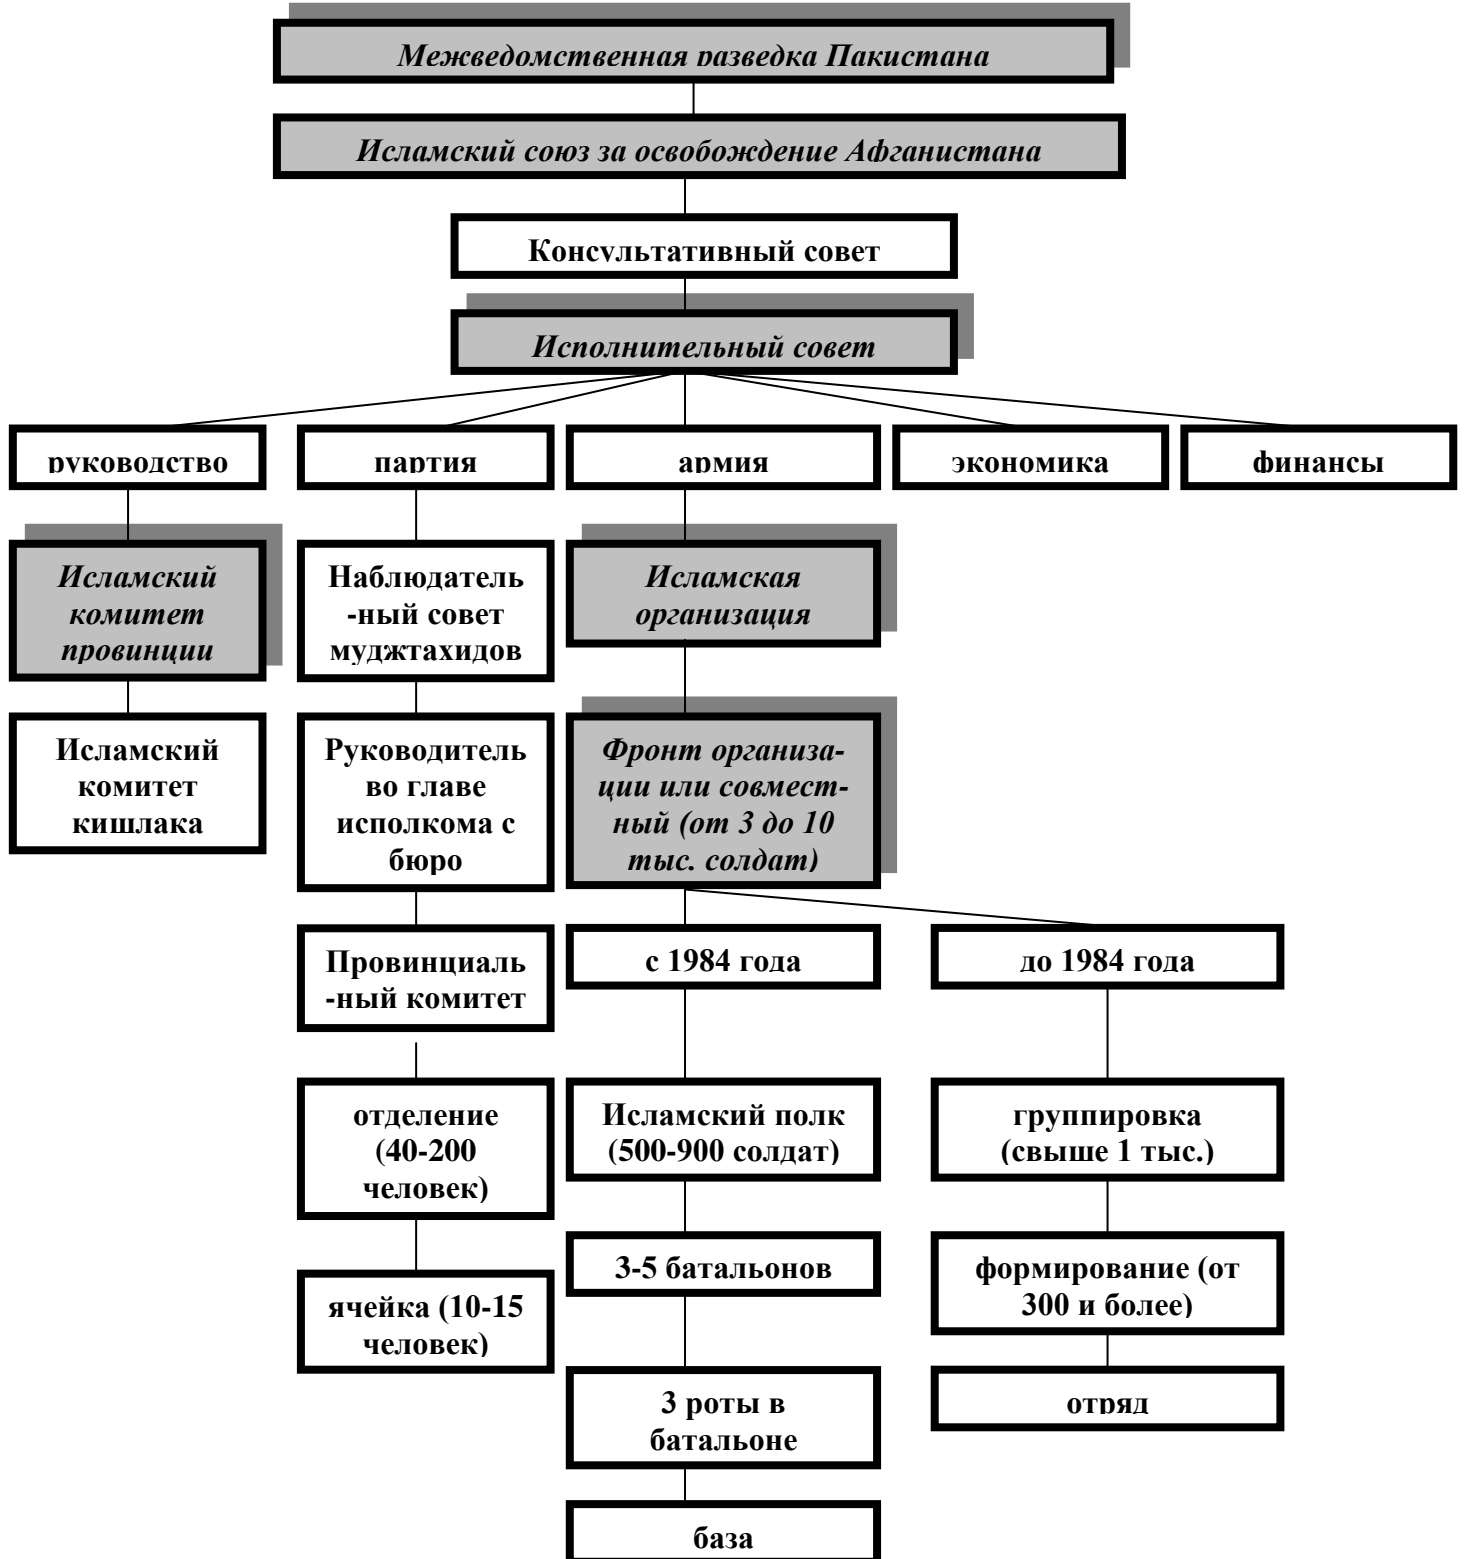 Межведомственная разведка Пакистана
Исламский союз за освобождение Афганистана
Консультативный совет
Исполнительный совет
руководство
партия
армия
экономика
финансы
Исламский
комитет
провинции
Наблюдатель
-ный совет
муджтахидов
Исламская
организация
Исламский
комитет
кишлака
Руководитель
во главе
исполкома с
бюро
Фронт организа-
ции или совмест-
ный (от 3 до 10
тыс. солдат)
Провинциаль
-ный комитет
с 1984 года
до 1984 года
отделение
(40-200
человек)
Исламский полк
(500-900 солдат)
группировка
(свыше 1 тыс.)
ячейка (10-15
человек)
3-5 батальонов
формирование (от
300 и более)
3 роты в
батальоне
отряд
база